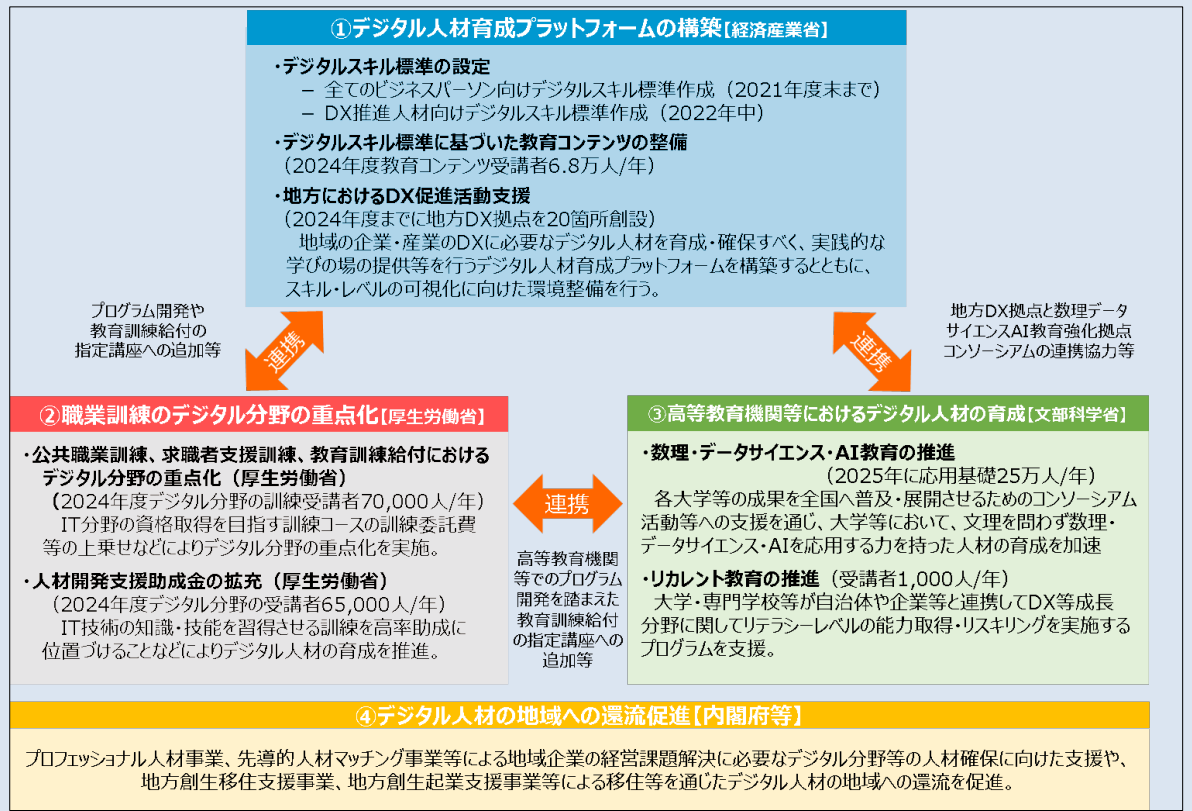 ①デジタル人材育成プラットフォームの構築【経済産業省】
・デジタルスキル標準の設定
－ 全てのビジネスパーソン向けデジタルスキル標準作成（2021年度末まで）
－ DX推進人材向けデジタルスキル標準作成（2022年中）
・デジタルスキル標準に基づいた教育コンテンツの整備
（2024年度教育コンテンツ受講者6.8万人/年）
・地方におけるDX促進活動支援
（2024年度までに地方DX拠点を20箇所創設）
地域の企業・産業のDXに必要なデジタル人材を育成・確保すべく、実践的な
学びの場の提供等を行うデジタル人材育成プラットフォームを構築するとともに、
スキル・レベルの可視化に向けた環境整備を行う。
プログラム開発や
教育訓練給付の
指定講座への追加等
連携
連携
地方DX拠点と数理データ
サイエンスAI教育強化拠点
コンソーシアムの連携協力等
②職業訓練のデジタル分野の重点化【厚生労働省】
・公共職業訓練、求職者支援訓練、教育訓練給付における
デジタル分野の重点化（厚生労働省）
（2024年度デジタル分野の訓練受講者70,000人/年）
IT分野の資格取得を目指す訓練コースの訓練委託費
等の上乗せなどによりデジタル分野の重点化を実施。
・人材開発支援助成金の拡充（厚生労働省）
（2024年度デジタル分野の受講者65,000人/年）
IT技術の知識・技能を習得させる訓練を高率助成に
位置づけることなどによりデジタル人材の育成を推進。
連携
高等教育機関
等でのプログラム
開発を踏まえた
教育訓練給付
の指定講座への
追加等
③高等教育機関等におけるデジタル人材の育成【文部科学省】
・数理・データサイエンス・AI教育の推進
（2025年に応用基礎25万人/年）
各大学等の成果を全国へ普及・展開させるためのコンソーシアム
活動等への支援を通じ、大学等において、文理を問わず数理・
データサイエンス・AIを応用する力を持った人材の育成を加速
・リカレント教育の推進（受講者1,000人/年）
大学・専門学校等が自治体や企業等と連携してDX等成長
分野に関してリテラシーレベルの能力取得・リスキリングを実施する
プログラムを支援。
④デジタル人材の地域への還流促進【内閣府等】
プロフェッショナル人材事業、先導的人材マッチング事業等による地域企業の経営課題解決に必要なデジタル分野等の人材確保に向けた支援や、
地方創生移住支援事業、地方創生起業支援事業等による移住等を通じたデジタル人材の地域への還流を促進。